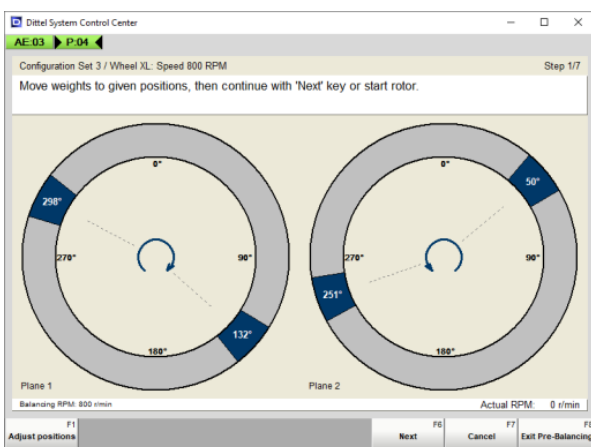 Dittel System Control Center
AE:03 P:04
Configuration Set 3 / Wheel XL: Speed 800 RPM Step 1/7
Move weights to given positions, then continue with 'Next' key or start rotor.
0° 0°
298° 50°
270° 90° 270° 90°
251°
132°
180° 180°
Plane 1 Plane 2
Balancing RPM: 800 r/min Actual RPM: 0 r/min
F1 F6 F7
Adjust positions Next Cancel Exit Pre-Balancing